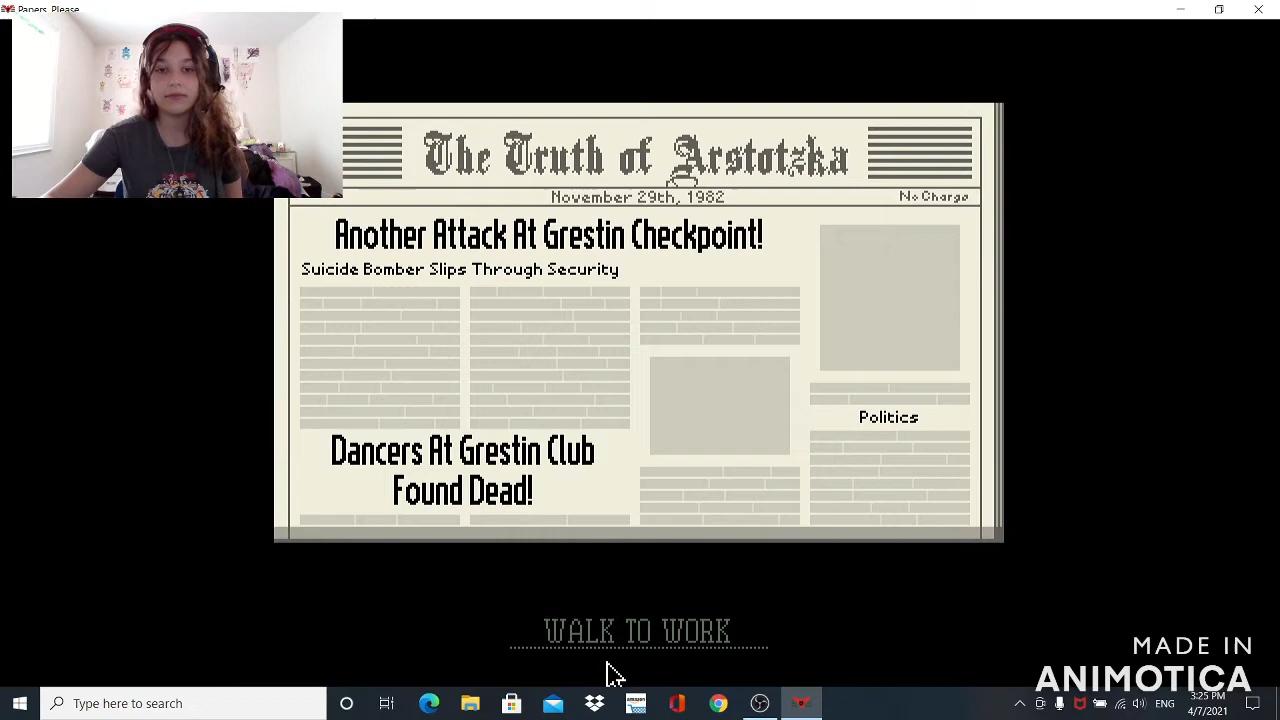 Papers, Please
The Truth of Arstotzka
November 29th, 1982
No Charge
Another Attack At Grestin Checkpoint!
Suicide Bomber Slips Through Security
Politics
Dancers At Grestin Club
Found Dead!
WALK TO WORK
MADE IN
ANIMOTICA
Type here to search
amazon
ENG
3:25 PM
4/7/2021